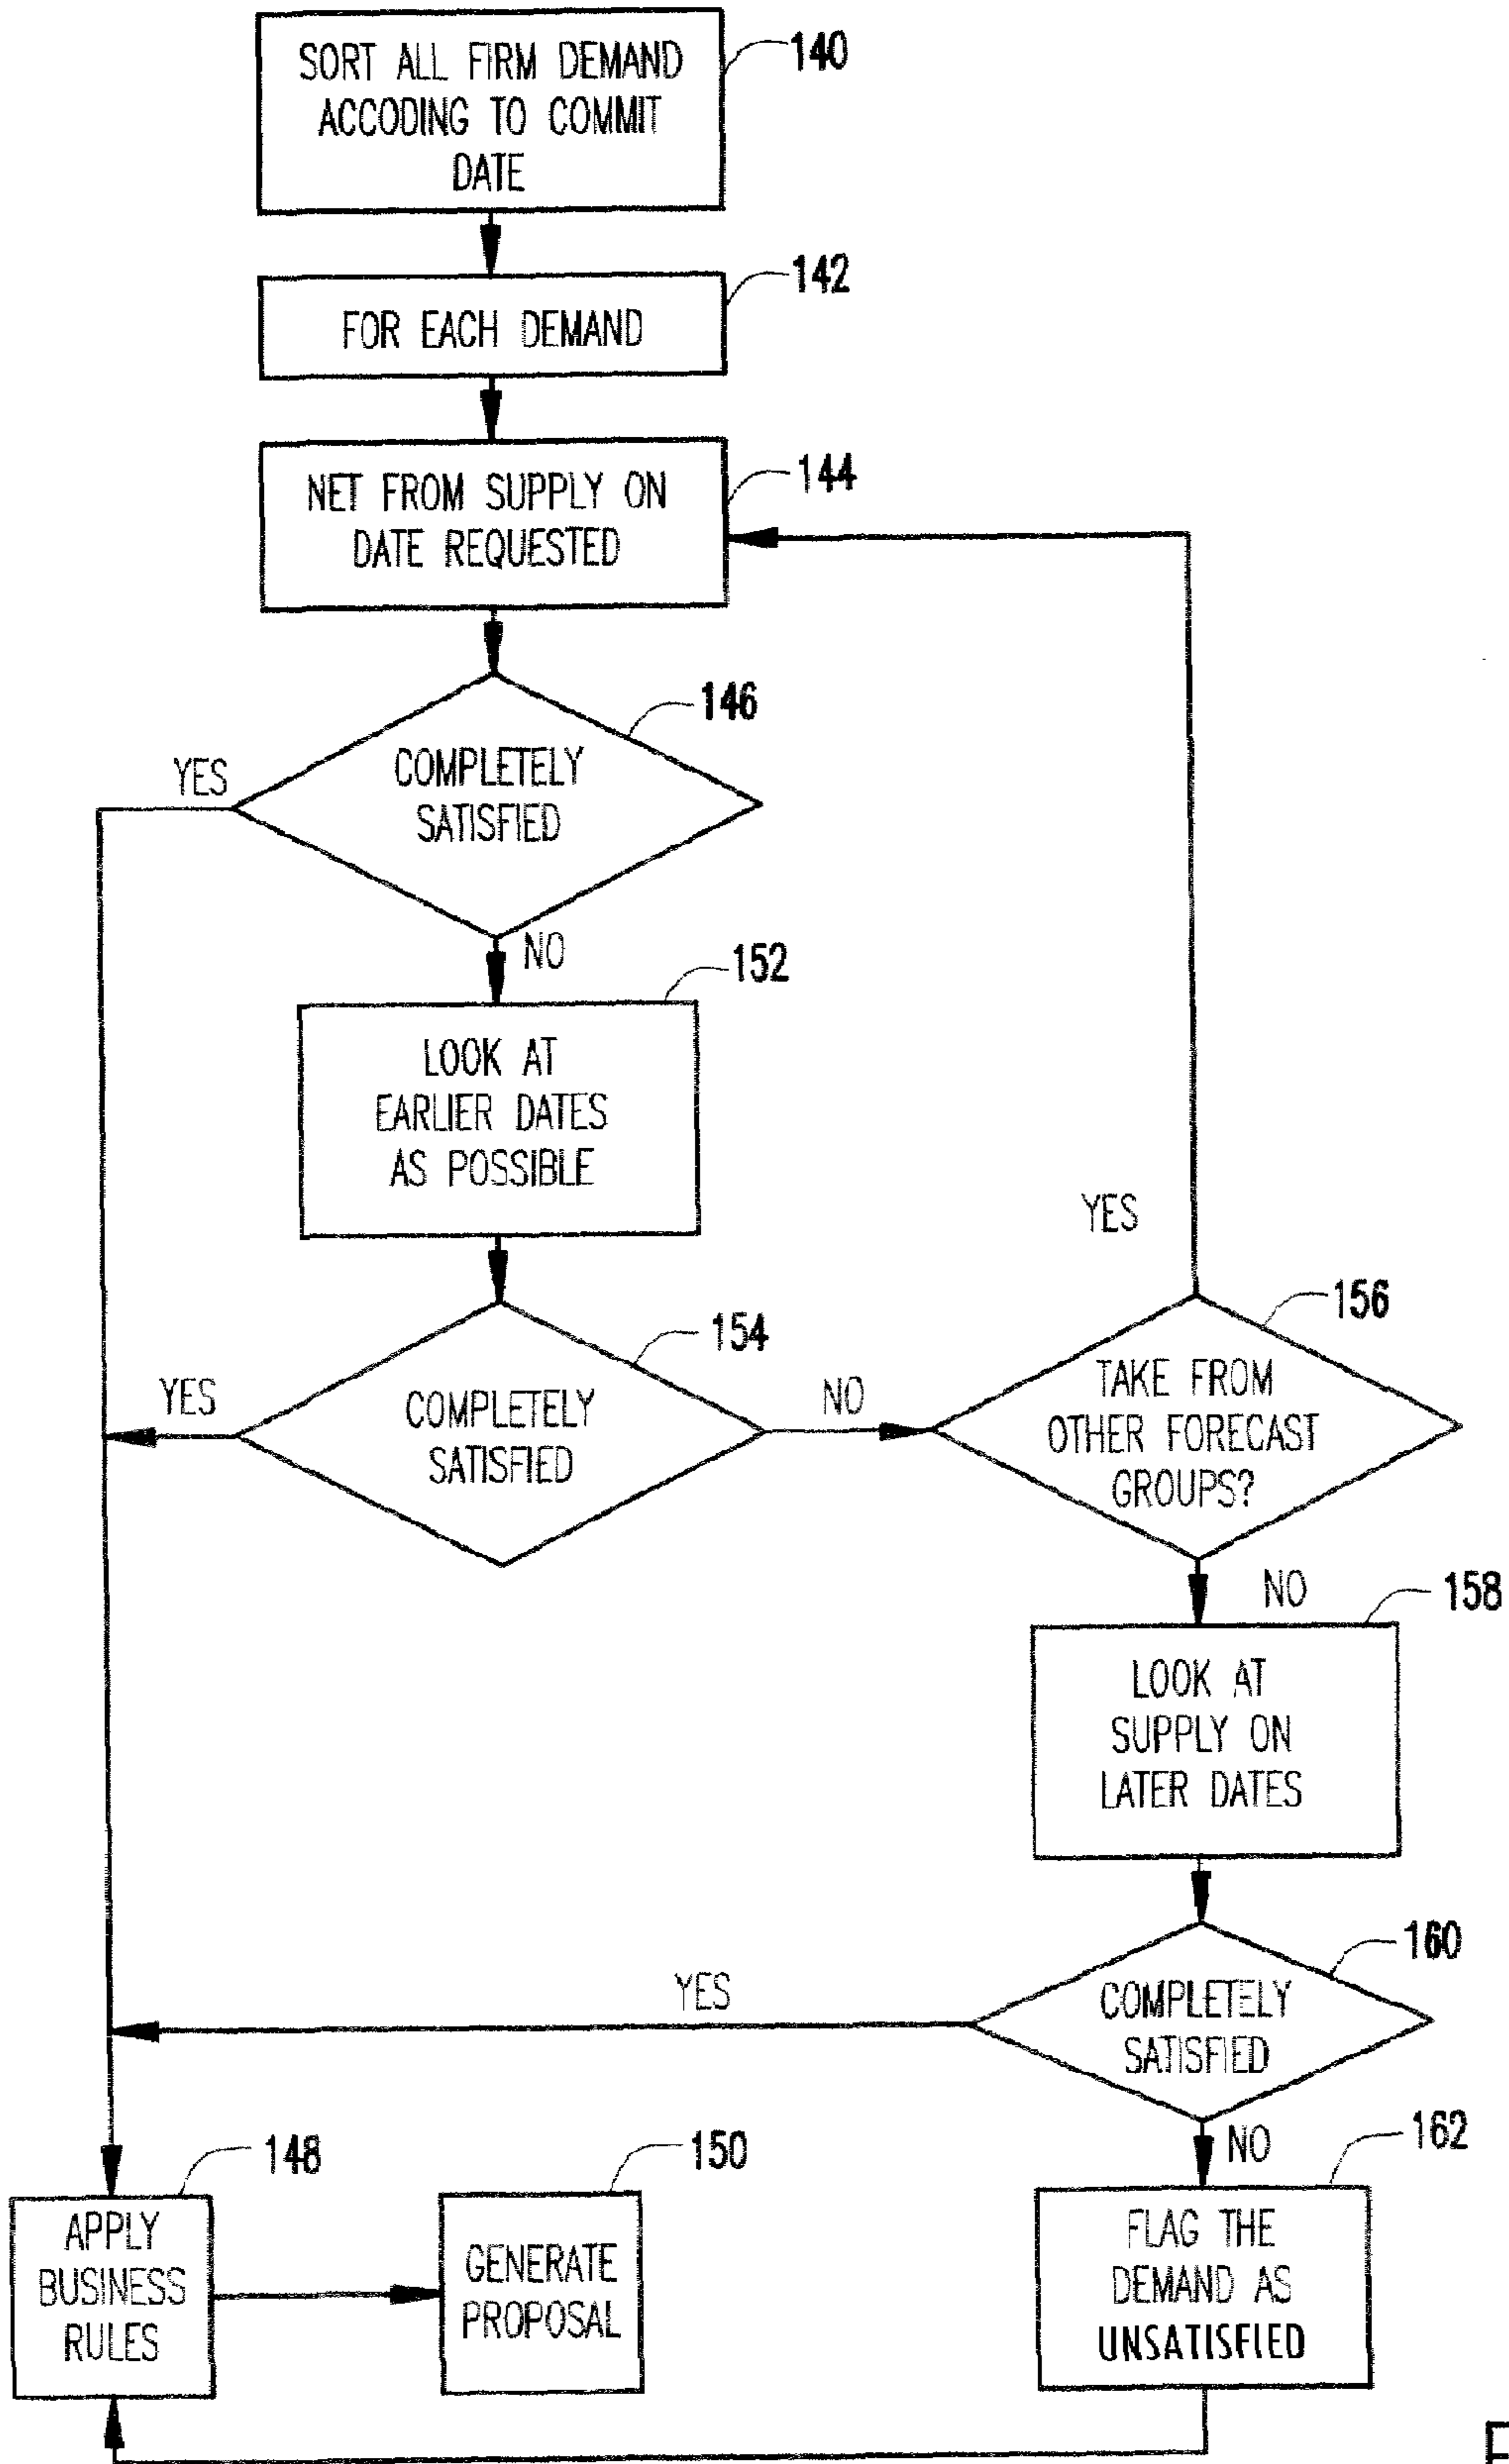 SORT ALL FIRM DEMAND
ACCODING TO COMMIT
DATE
140
FOR EACH DEMAND
142
NET FROM SUPPLY ON
DATE REQUESTED
144
COMPLETELY
SATISFIED
146
YES
NO
LOOK AT
EARLIER DATES
AS POSSIBLE
152
COMPLETELY
SATISFIED
154
YES
NO
TAKE FROM
OTHER FORECAST
GROUPS?
156
YES
NO
LOOK AT
SUPPLY ON
LATER DATES
158
COMPLETELY
SATISFIED
160
YES
NO
FLAG THE
DEMAND AS
UNSATISFIED
162
APPLY
BUSINESS
RULES
148
GENERATE
PROPOSAL
150